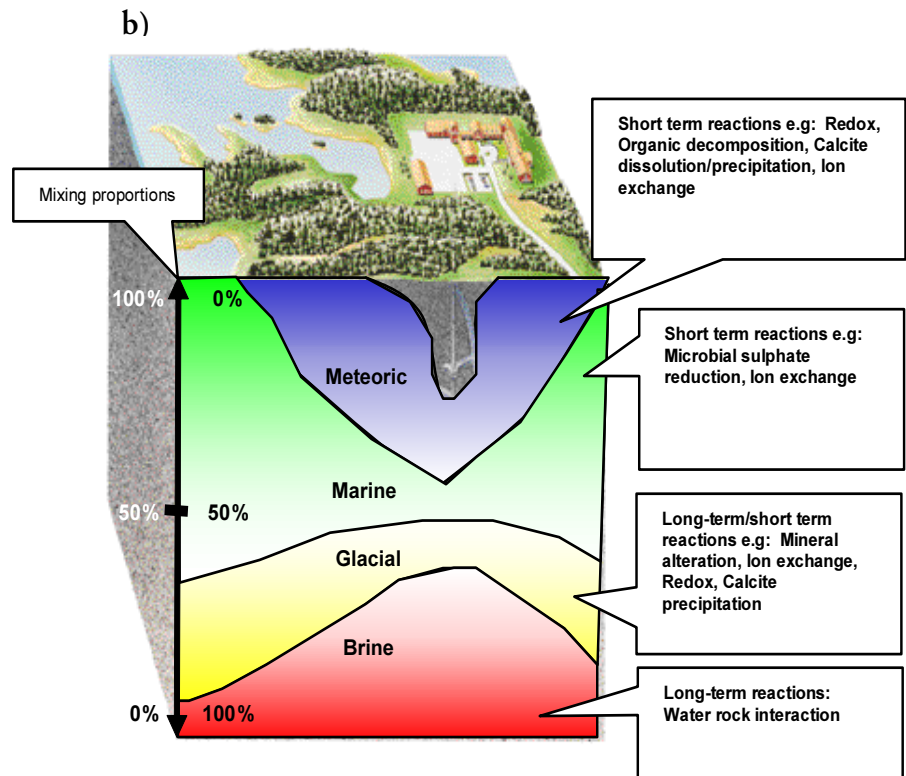 b)
Short term reactions e.g: Redox,
Organic decomposition, Calcite
dissolution/precipitation, Ion
exchange
Mixing proportions
100%
0%
Short term reactions e.g:
Microbial sulphate
reduction, Ion exchange
Meteoric
Marine
50%
50%
Long-term/short term
reactions e.g: Mineral
alteration, Ion exchange,
Redox, Calcite
precipitation
Glacial
Brine
Long-term reactions:
Water rock interaction
0%
100%